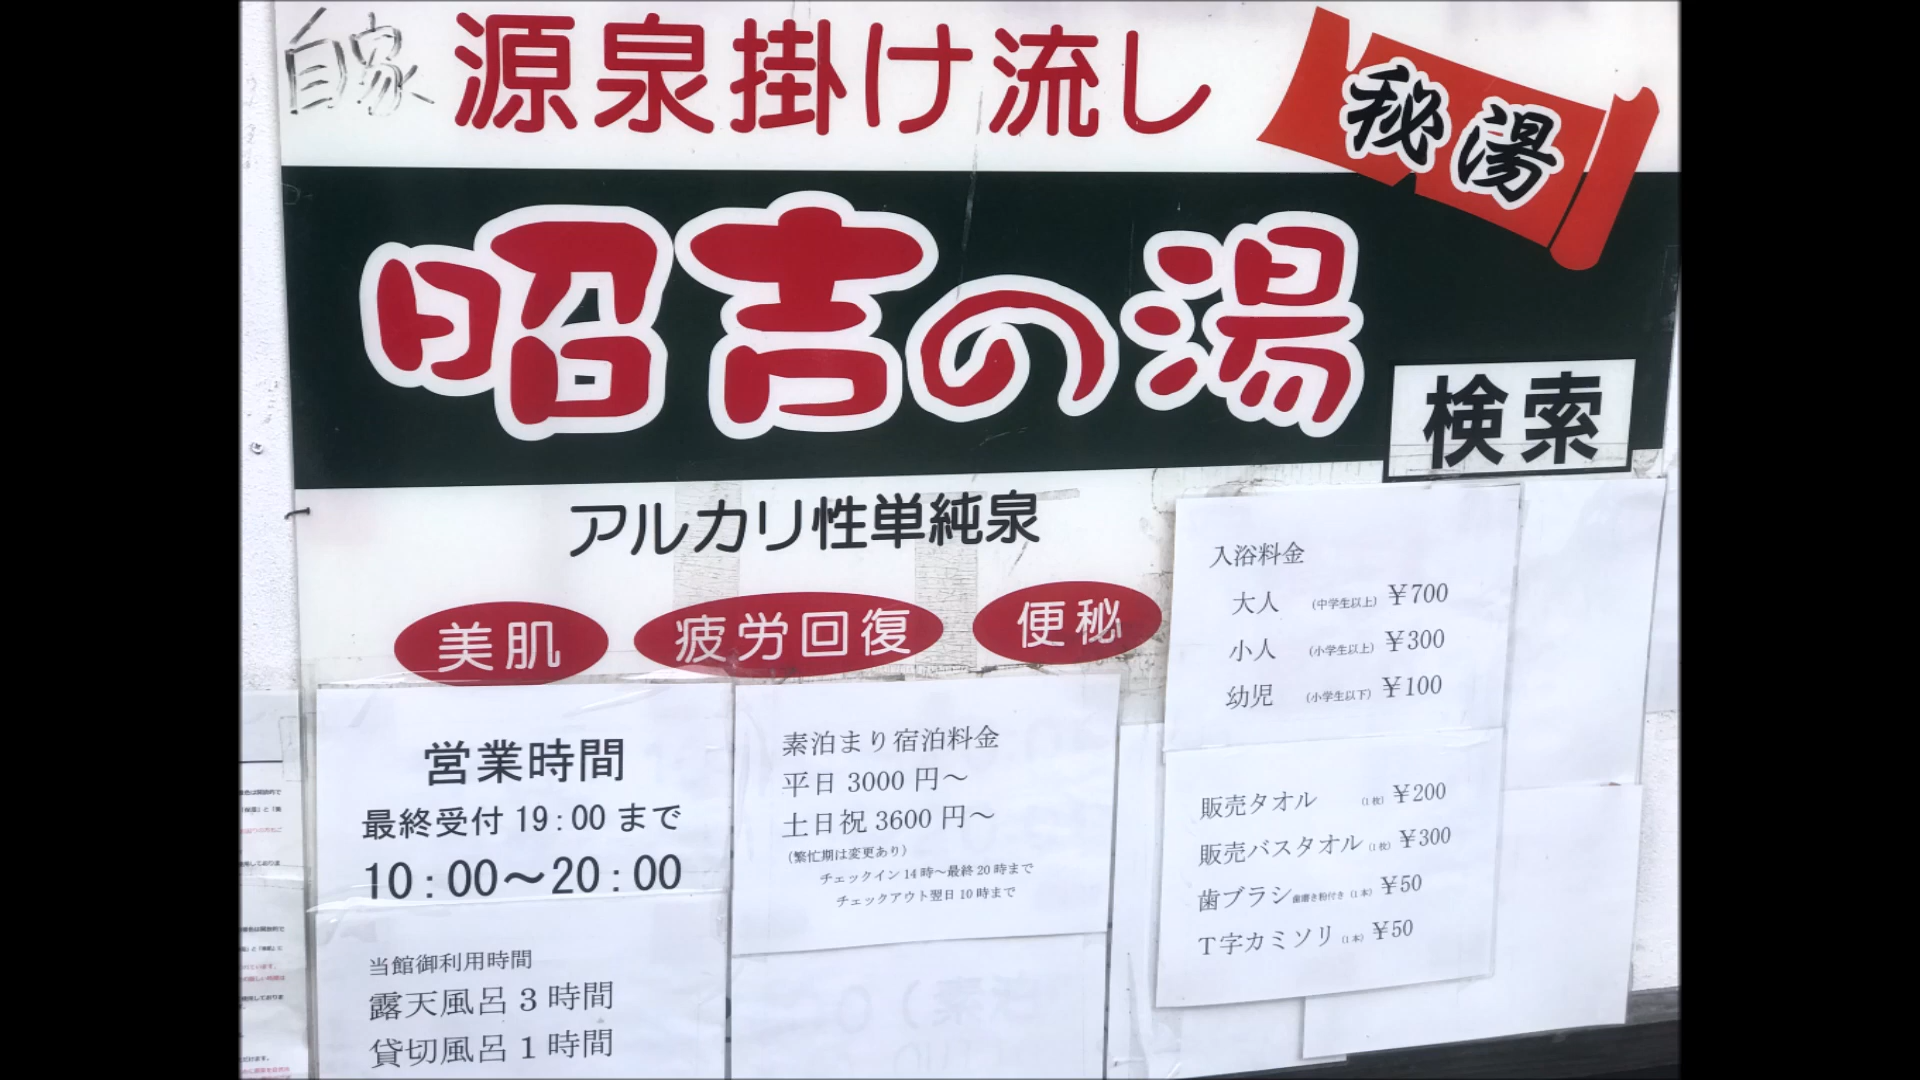 自家 源泉掛け流し
秘湯
昭吉の湯
検索
アルカリ性単純泉
美肌 疲労回復 便秘
入浴料金
大人 (中学生以上) ¥700
小人 (小学生以上) ¥300
幼児 (小学生以下) ¥100
営業時間
最終受付 19:00 まで
10:00～20:00
素泊まり宿泊料金
平日 3000 円～
土日祝 3600 円～
(繁忙期は変更あり)
チェックイン 14 時～最終 20 時まで
チェックアウト翌日 10 時まで
販売タオル (1枚) ¥200
販売バスタオル (1枚) ¥300
歯ブラシ歯磨き粉付き (1本) ¥50
T字カミソリ (1本) ¥50
当館御利用時間
露天風呂 3 時間
貸切風呂 1 時間